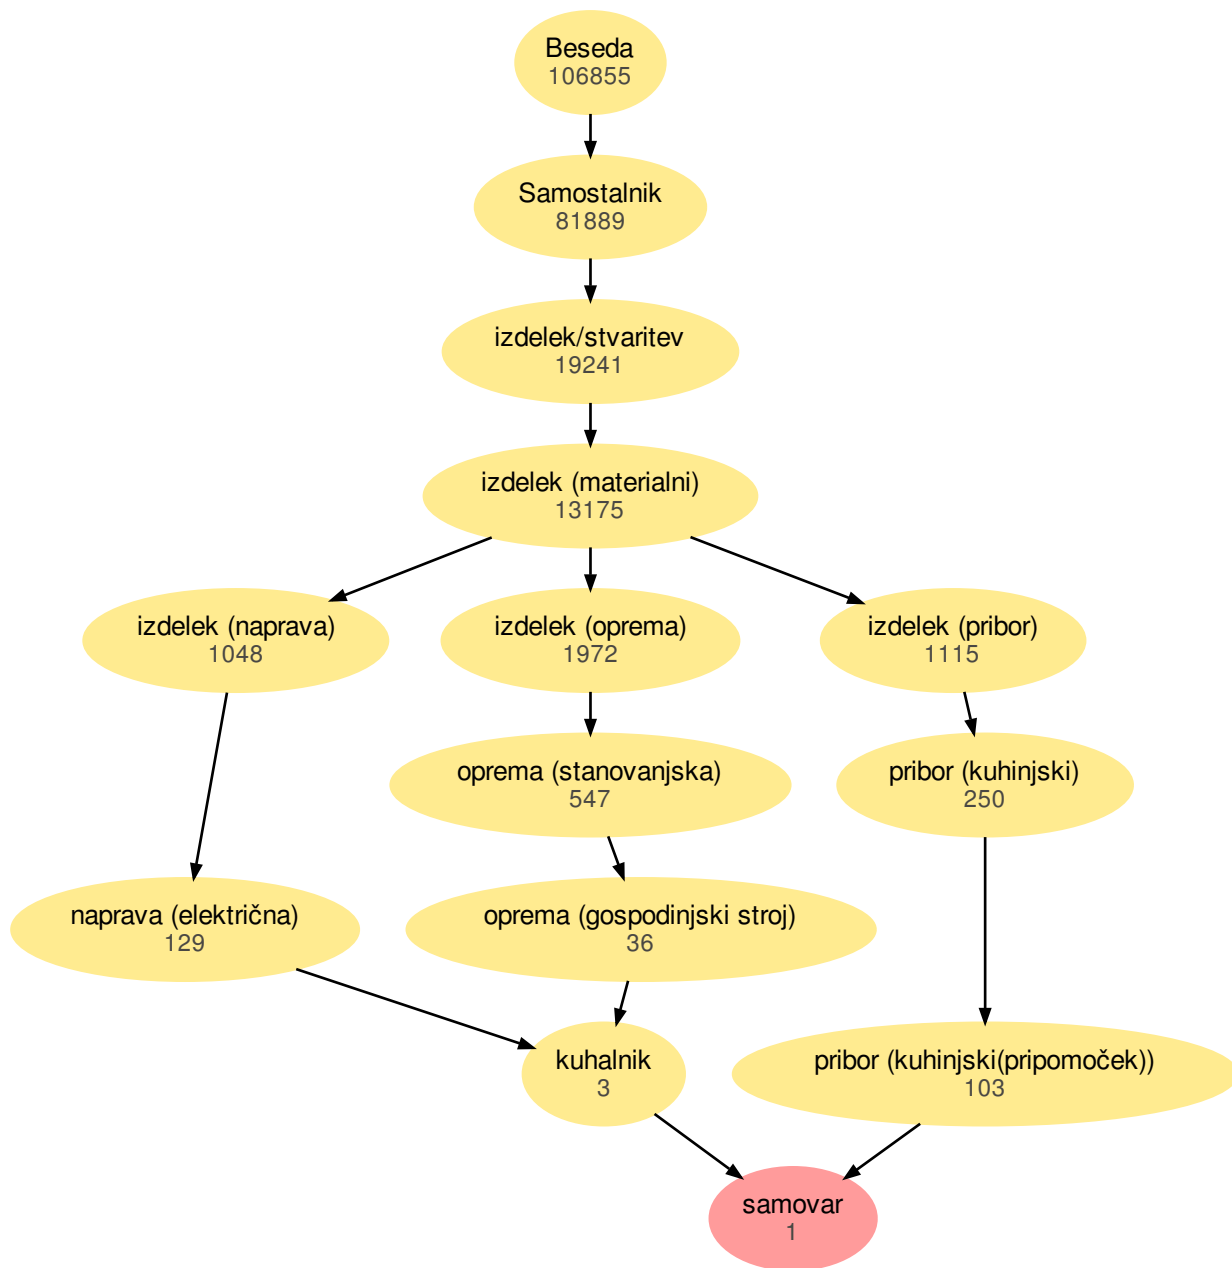 Beseda
106855
Samostalnik
81889
izdelek/stvaritev
19241
izdelek (materialni)
13175
izdelek (naprava)
1048
izdelek (oprema)
1972
izdelek (pribor)
1115
oprema (stanovanjska)
547
pribor (kuhinjski)
250
naprava (električna)
129
oprema (gospodinjski stroj)
36
kuhalnik
3
pribor (kuhinjski(pripomoček))
103
samovar
1